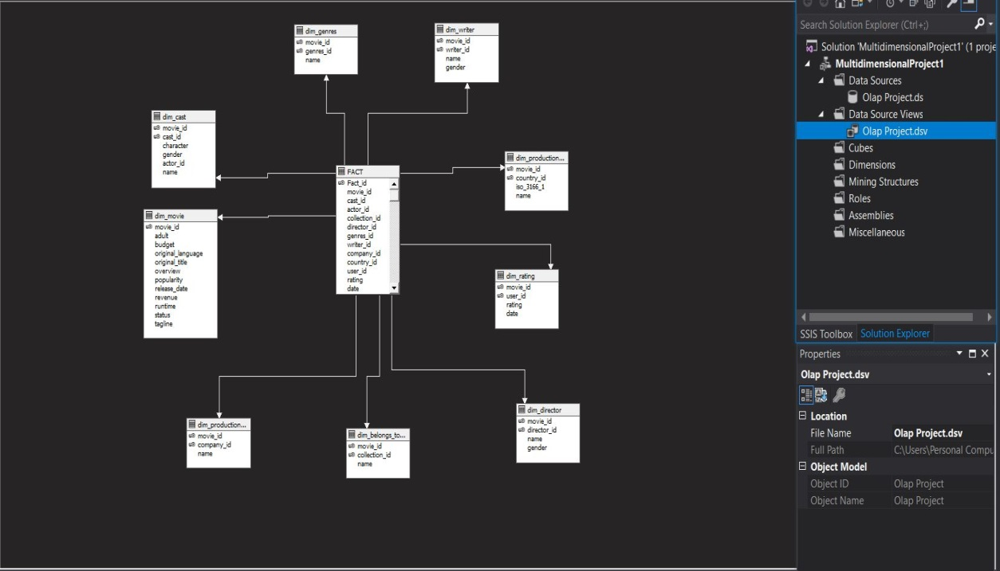 dim_genres
movie_id
genres_id
name
dim_writer
movie_id
writer_id
name
gender
dim_cast
movie_id
cast_id
character
gender
actor_id
name
dim_production...
movie_id
country_id
iso_3166_1
name
FACT
Fact_id
movie_id
cast_id
actor_id
collection_id
director_id
genres_id
writer_id
company_id
country_id
user_id
rating
date
dim_movie
movie_id
adult
budget
original_language
original_title
overview
popularity
release_date
revenue
runtime
status
tagline
dim_rating
movie_id
user_id
rating
date
dim_production...
movie_id
company_id
name
dim_belongs_to...
movie_id
collection_id
name
dim_director
movie_id
director_id
name
gender
Search Solution Explorer (Ctrl+;)
Solution 'MultidimensionalProject1' (1 proje
MultidimensionalProject1
Data Sources
Olap Project.ds
Data Source Views
Olap Project.dsv
Cubes
Dimensions
Mining Structures
Roles
Assemblies
Miscellaneous
SSIS Toolbox Solution Explorer
Properties
Olap Project.dsv
Location
File Name Olap Project.dsv
Full Path C:\Users\Personal Compu
Object Model
Object ID Olap Project
Object Name Olap Project